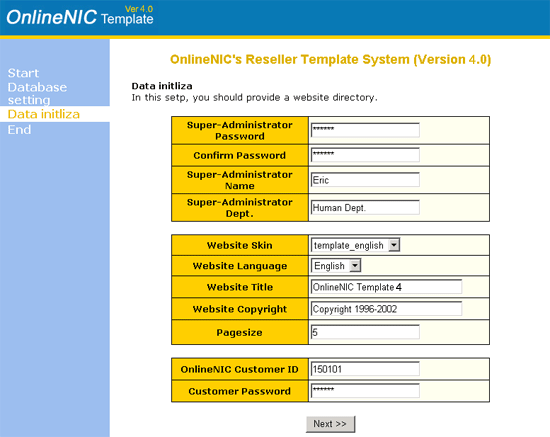 Ver 4.0
OnlineNIC Template
OnlineNIC's Reseller Template System (Version 4.0)
Start
Database
setting
Data initliza
End
Data initliza
In this setp, you should provide a website directory.
Super-Administrator
Password
******
Confirm Password
******
Super-Administrator
Name
Eric
Super-Administrator
Dept.
Human Dept.
Website Skin
template_english
Website Language
English
Website Title
OnlineNIC Template 4
Website Copyright
Copyright 1996-2002
Pagesize
5
OnlineNIC Customer ID
150101
Customer Password
******
Next >>